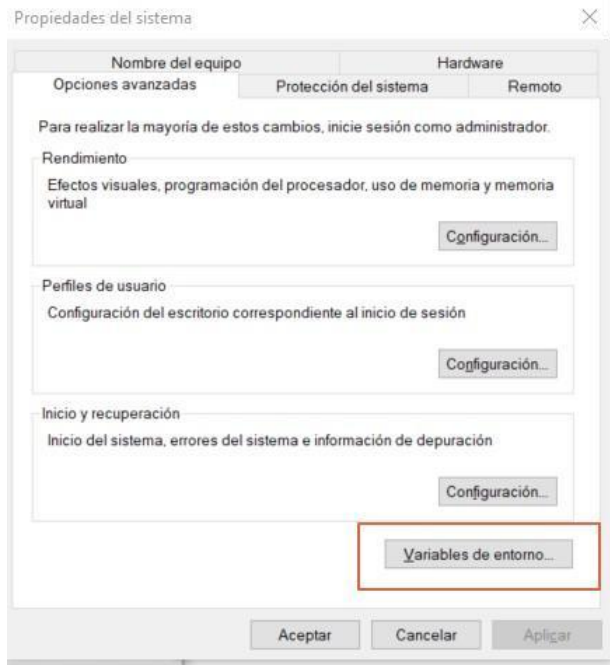 Propiedades del sistema
Nombre del equipo
Hardware
Opciones avanzadas
Protección del sistema
Remoto
Para realizar la mayoría de estos cambios, inicie sesión como administrador.
Rendimiento
Efectos visuales, programación del procesador, uso de memoria y memoria
virtual
Configuración...
Perfiles de usuario
Configuración del escritorio correspondiente al inicio de sesión
Configuración...
Inicio y recuperación
Inicio del sistema, errores del sistema e información de depuración
Configuración...
Variables de entorno...
Aceptar
Cancelar
Aplicar